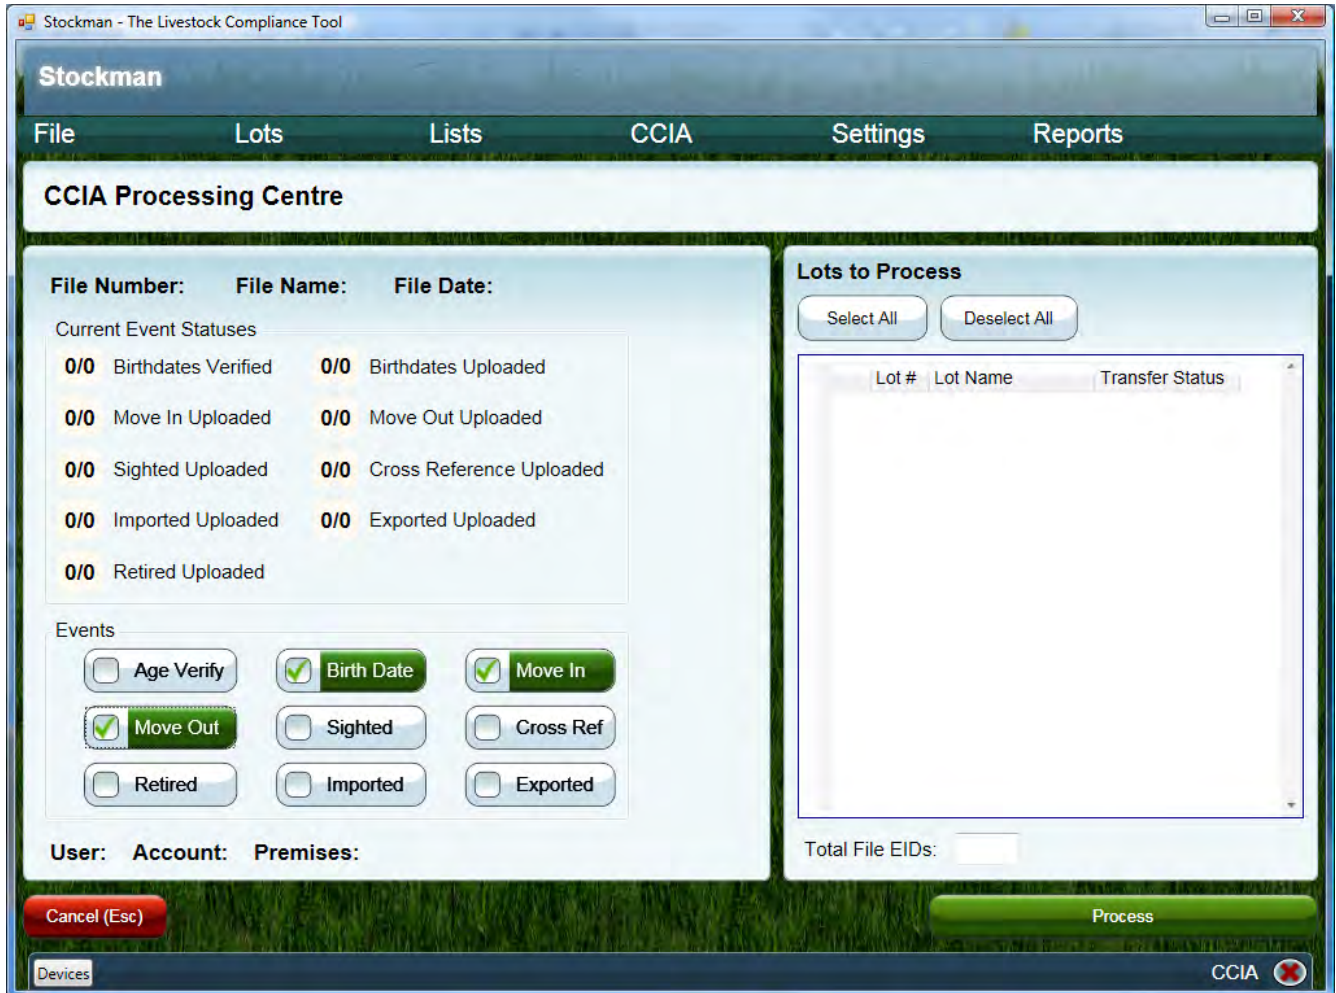 Stockman - The Livestock Compliance Tool
Stockman
File Lots Lists CCIA Settings Reports
CCIA Processing Centre
File Number: File Name: File Date:
Current Event Statuses
0/0 Birthdates Verified 0/0 Birthdates Uploaded
0/0 Move In Uploaded 0/0 Move Out Uploaded
0/0 Sighted Uploaded 0/0 Cross Reference Uploaded
0/0 Imported Uploaded 0/0 Exported Uploaded
0/0 Retired Uploaded
Events
Age Verify Birth Date Move In
Move Out Sighted Cross Ref
Retired Imported Exported
User: Account: Premises:
Lots to Process
Select All Deselect All
Lot # Lot Name Transfer Status
Total File EIDs:
Cancel (Esc) Process
Devices CCIA